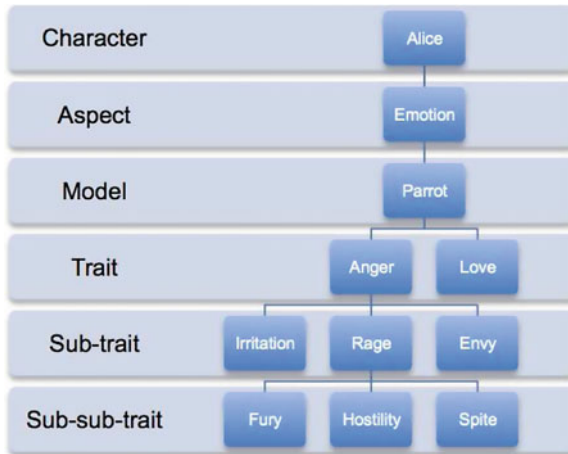 Character
Alice
Aspect
Emotion
Model
Parrot
Trait
Anger Love
Sub-trait
Irritation Rage Envy
Sub-sub-trait
Fury Hostility Spite